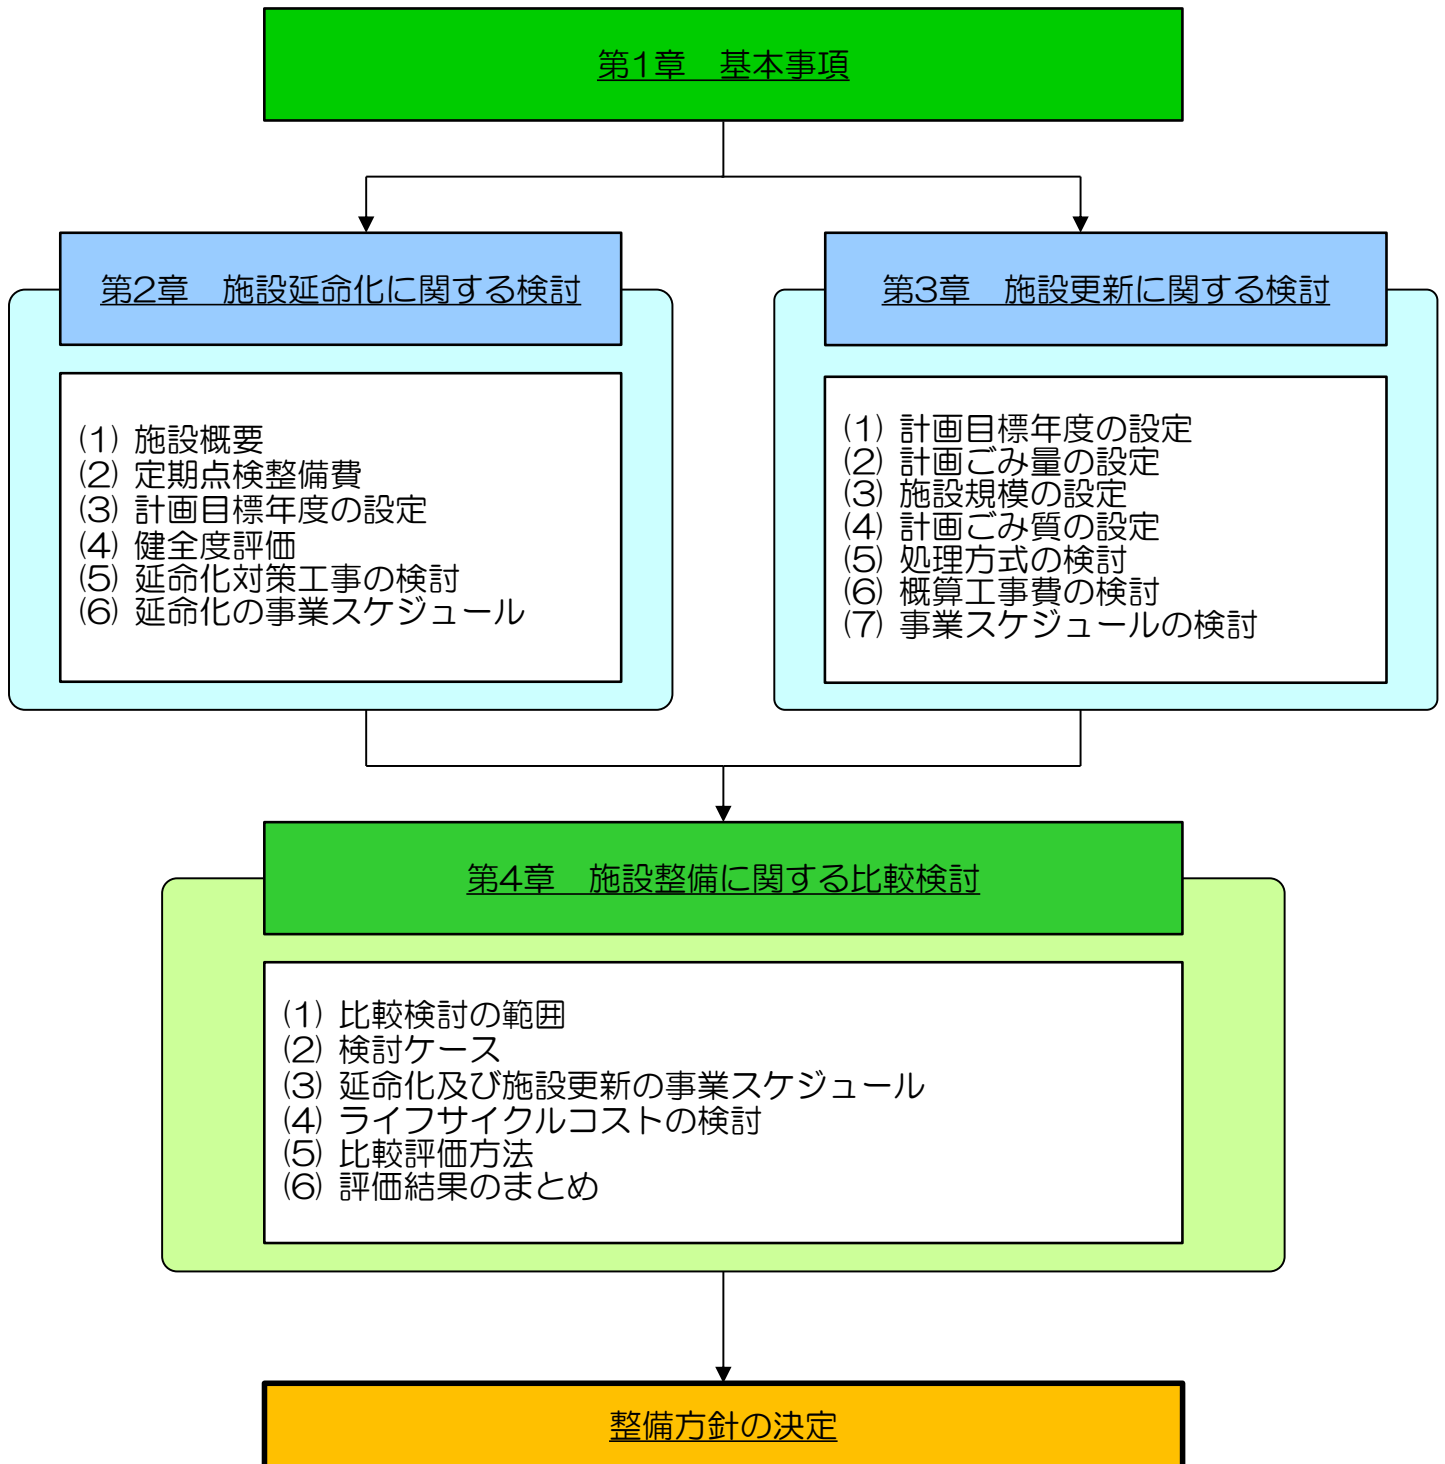 第1章　基本事項
第2章　施設延命化に関する検討
⑴ 施設概要
⑵ 定期点検整備費
⑶ 計画目標年度の設定
⑷ 健全度評価
⑸ 延命化対策工事の検討
⑹ 延命化の事業スケジュール
第3章　施設更新に関する検討
⑴ 計画目標年度の設定
⑵ 計画ごみ量の設定
⑶ 施設規模の設定
⑷ 計画ごみ質の設定
⑸ 処理方式の検討
⑹ 概算工事費の検討
⑺ 事業スケジュールの検討
第4章　施設整備に関する比較検討
⑴ 比較検討の範囲
⑵ 検討ケース
⑶ 延命化及び施設更新の事業スケジュール
⑷ ライフサイクルコストの検討
⑸ 比較評価方法
⑹ 評価結果のまとめ
整備方針の決定